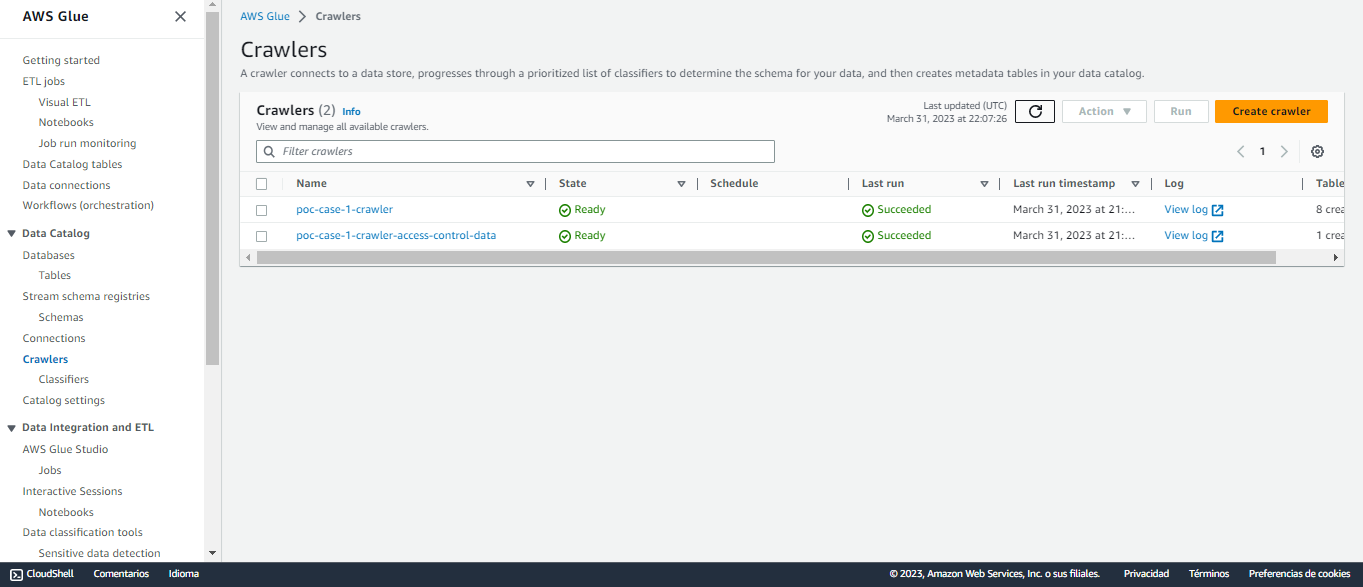 AWS Glue
Getting started
ETL jobs
Visual ETL
Notebooks
Job run monitoring
Data Catalog tables
Data connections
Workflows (orchestration)
Data Catalog
Databases
Tables
Stream schema registries
Schemas
Connections
Crawlers
Classifiers
Catalog settings
Data Integration and ETL
AWS Glue Studio
Jobs
Interactive Sessions
Notebooks
Data classification tools
Sensitive data detection
AWS Glue > Crawlers
Crawlers
A crawler connects to a data store, progresses through a prioritized list of classifiers to determine the schema for your data, and then creates metadata tables in your data catalog.
Crawlers (2) Info
View and manage all available crawlers.
Last updated (UTC)
March 31, 2023 at 22:07:26
Action
Run
Create crawler
Filter crawlers
1
Name State Schedule Last run Last run timestamp Log Table
poc-case-1-crawler Ready Succeeded March 31, 2023 at 21:... View log 8 crea
poc-case-1-crawler-access-control-data Ready Succeeded March 31, 2023 at 21:... View log 1 crea
CloudShell Comentarios Idioma © 2023, Amazon Web Services, Inc. o sus filiales. Privacidad Términos Preferencias de cookies